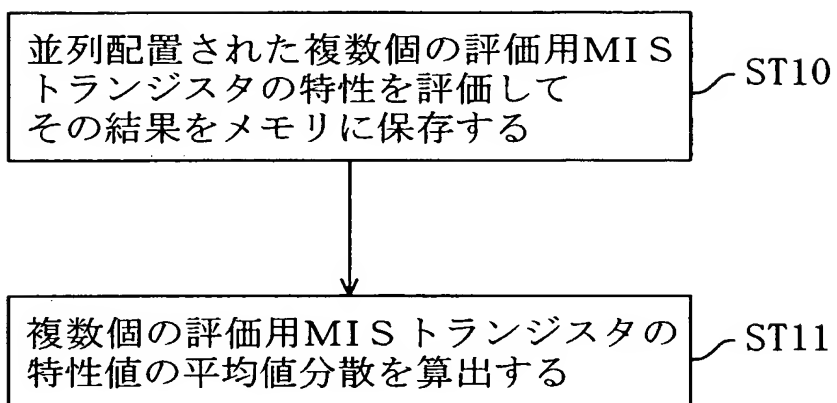 並列配置された複数個の評価用MIS
トランジスタの特性を評価して
その結果をメモリに保存する
ST10
複数個の評価用MISトランジスタの
特性値の平均値分散を算出する
ST11